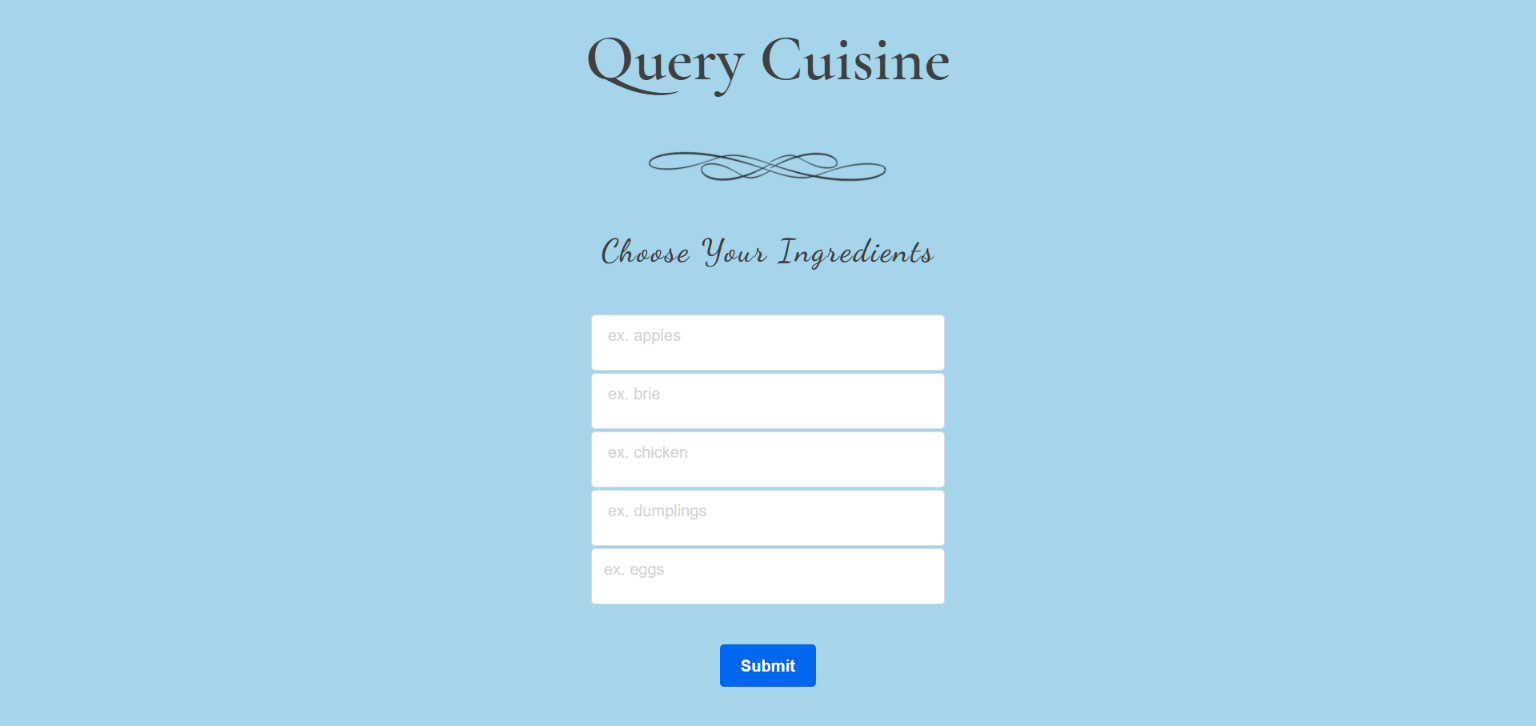 Query Cuisine
Choose Your Ingredients
ex. apples
ex. brie
ex. chicken
ex. dumplings
ex. eggs
Submit